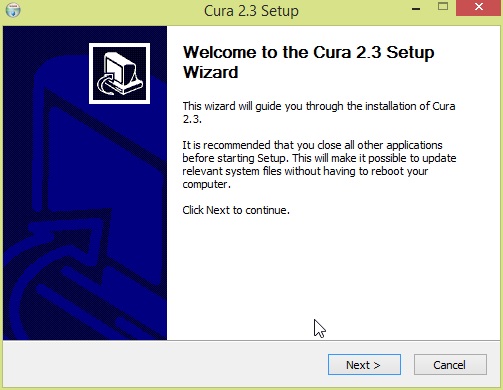 Cura 2.3 Setup
Welcome to the Cura 2.3 Setup
Wizard
This wizard will guide you through the installation of Cura
2.3.
It is recommended that you close all other applications
before starting Setup. This will make it possible to update
relevant system files without having to reboot your
computer.
Click Next to continue.
Next >
Cancel